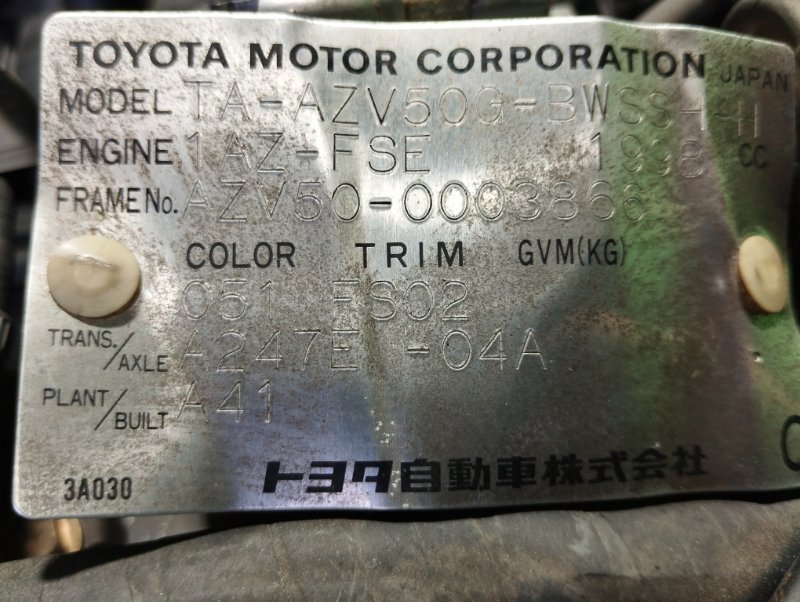 TOYOTA MOTOR CORPORATION JAPAN
MODEL TA-AZV50G-BWSSH-H
ENGINE 1AZ-FSE 1998 CC
FRAME No. AZV50-0003866
COLOR TRIM GVM(KG)
051 FS02
TRANS./AXLE A247E -04A
PLANT/BUILT A41
3A030 トヨタ自動車株式会社